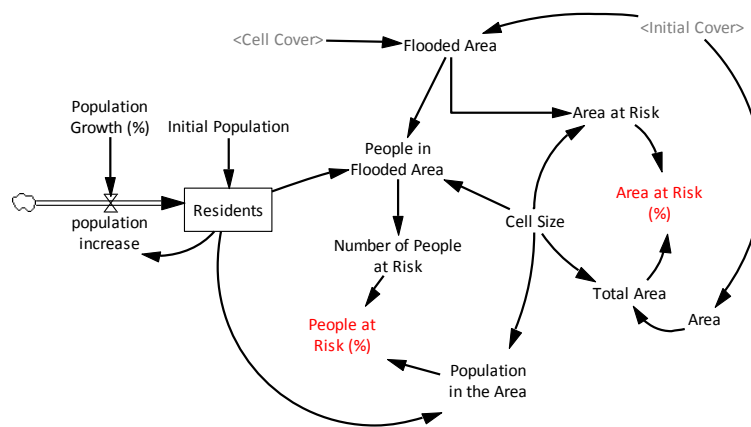 <Cell Cover>
Flooded Area
<Initial Cover>
Population
Growth (%)
Initial Population
People in
Flooded Area
Area at Risk
Area at Risk
(%)
Residents
population
increase
Cell Size
Number of People
at Risk
Total Area
Area
People at
Risk (%)
Population
in the Area